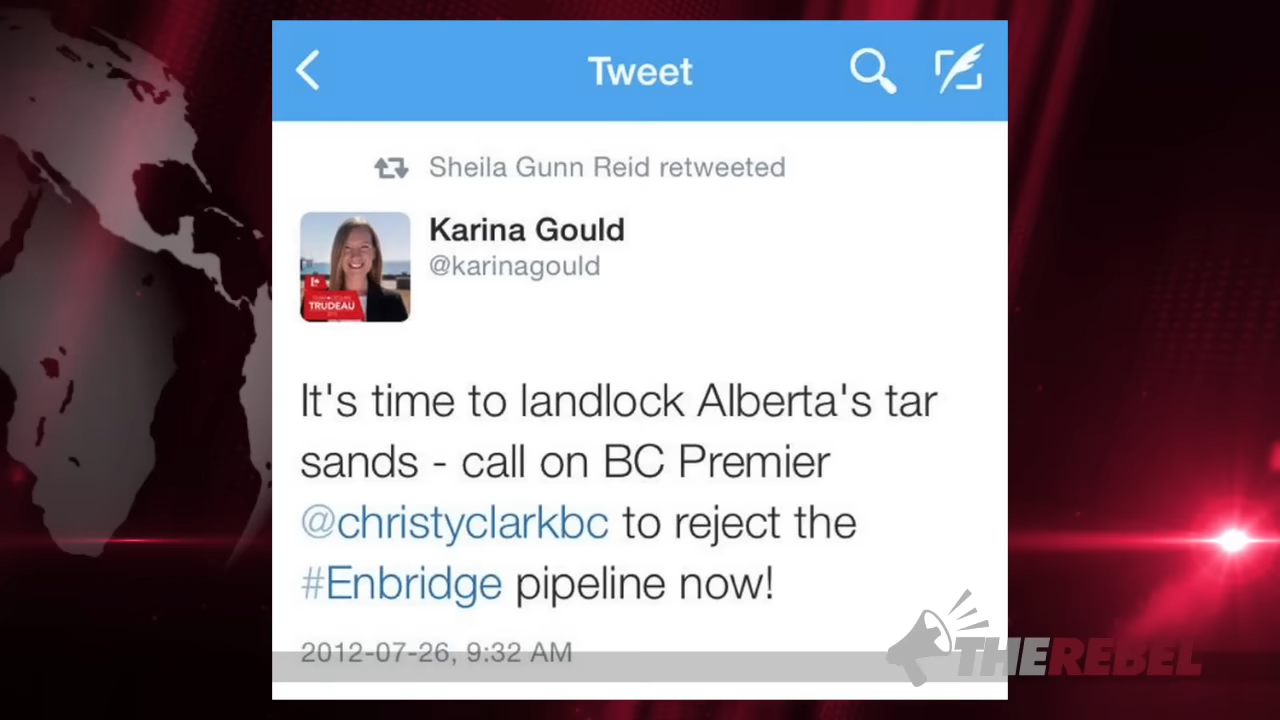 Tweet
Sheila Gunn Reid retweeted
Karina Gould
@karinagould
TRUDEAU
It's time to landlock Alberta's tar
sands - call on BC Premier
@christyclarkbc to reject the
#Enbridge pipeline now!
2012-07-26, 9:32 AM
THEREBEL